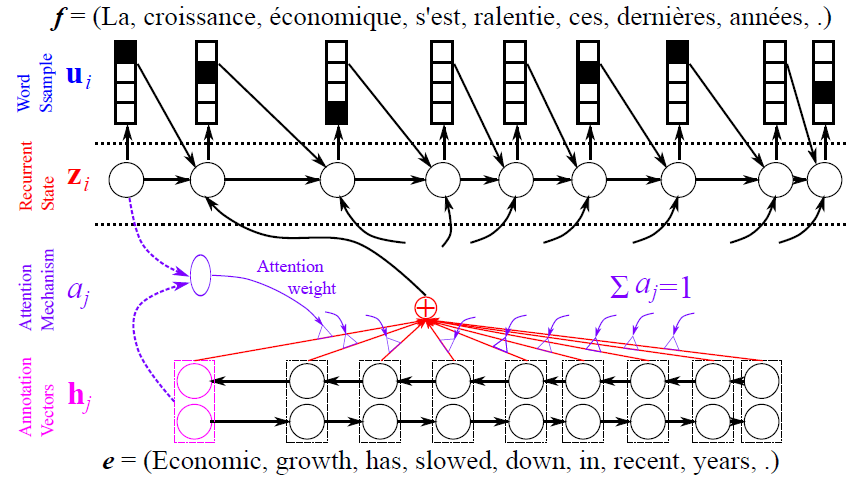 f = (La, croissance, économique, s'est, ralentie, ces, dernières, années, .)
Word
Ssample
u_i
Recurrent
State
z_i
Attention
Mechanism
a_j
Attention
weight
Σ a_j=1
+
Annotation
Vectors
h_j
e = (Economic, growth, has, slowed, down, in, recent, years, .)